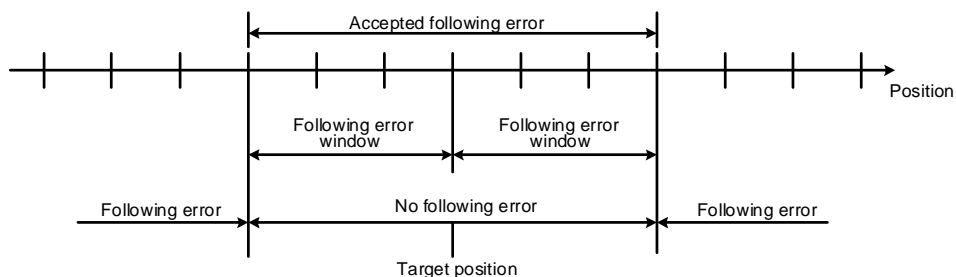 Accepted following error
Position
Following error
window
Following error
window
Following error
No following error
Following error
Target position